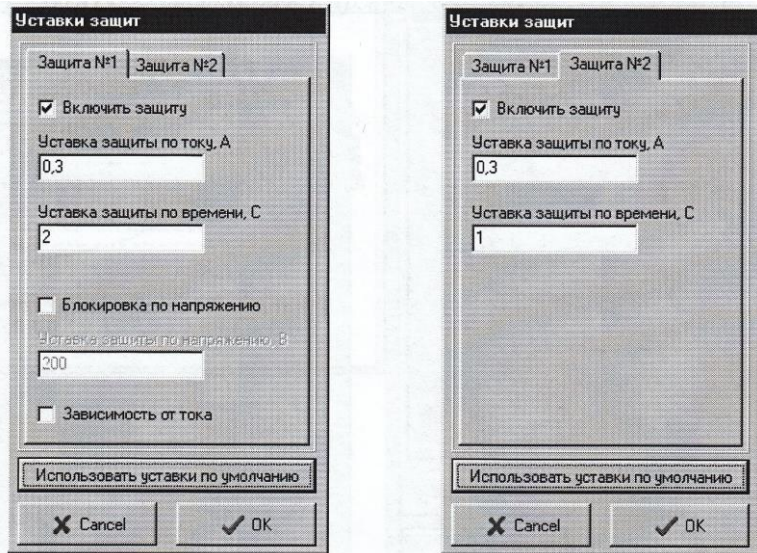 Уставки защит
Защита №1 Защита №2
Включить защиту
Уставка защиты по току, А
0,3
Уставка защиты по времени, С
2
Блокировка по напряжению
Уставка защиты по напряжению, В
200
Зависимость от тока
Использовать уставки по умолчанию
Cancel OK
Уставки защит
Защита №1 Защита №2
Включить защиту
Уставка защиты по току, А
0,3
Уставка защиты по времени, С
1
Использовать уставки по умолчанию
Cancel OK